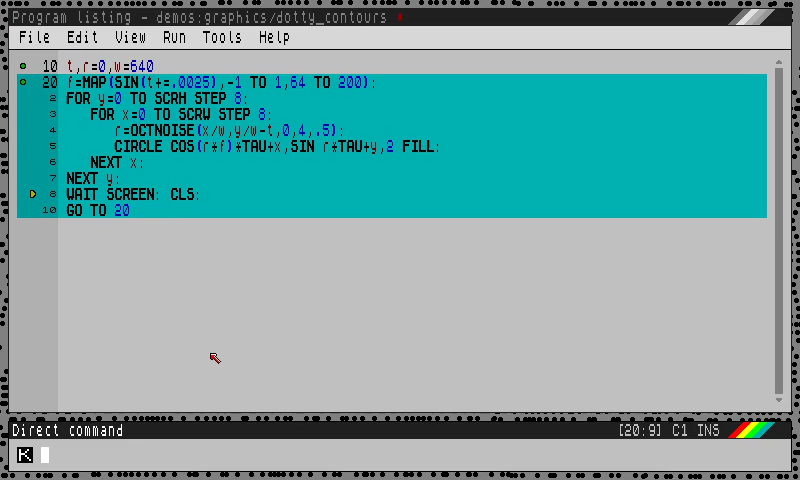 Program listing - demos:graphics/dotty_contours *
File Edit View Run Tools Help
10 t,r=0,w=640
20 f=MAP(SIN(t+=.0025),-1 TO 1,64 TO 200):
2 FOR y=0 TO SCRH STEP 8:
3 FOR x=0 TO SCRW STEP 8:
4 r=OCTNOISE(x/w,y/w-t,0,4,.5):
5 CIRCLE COS(r*f)*TAU+x,SIN r*TAU+y,2 FILL:
6 NEXT x:
7 NEXT y:
8 WAIT SCREEN: CLS:
10 GO TO 20
Direct command [20:9] C1 INS
K